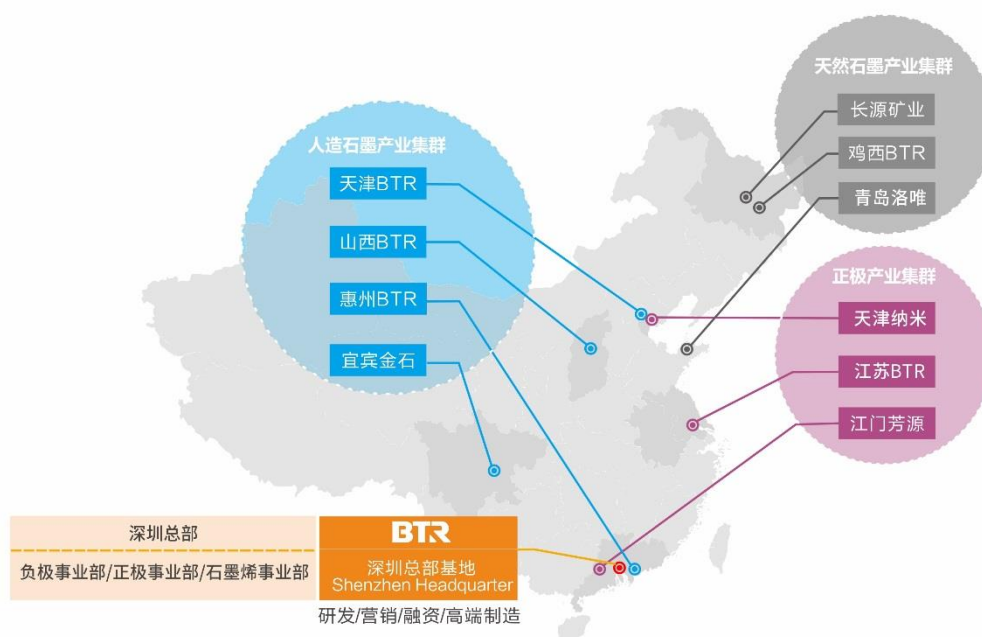 天然石墨产业集群
长源矿业
鸡西BTR
青岛洛唯
人造石墨产业集群
天津BTR
山西BTR
惠州BTR
宜宾金石
正极产业集群
天津纳米
江苏BTR
江门芳源
深圳总部
负极事业部/正极事业部/石墨烯事业部
BTR
深圳总部基地
Shenzhen Headquarter
研发/营销/融资/高端制造